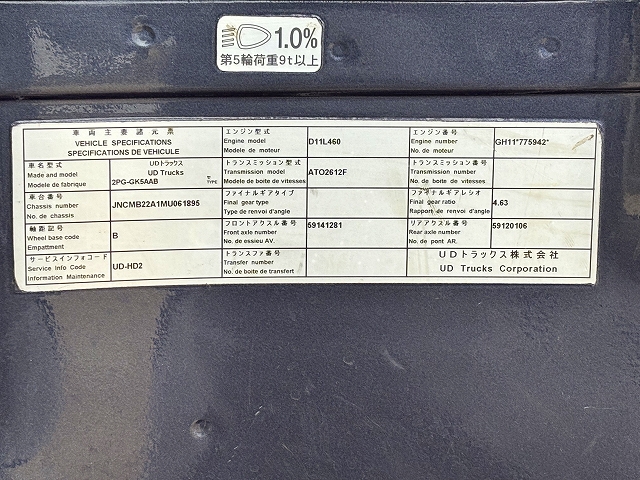 1.0%
第5輪荷重9t以上
車両主要諸元票
VEHICLE SPECIFICATIONS
SPECIFICATIONS DE VEHICULE
エンジン型式
Engine model
Modele de moteur
D11L460
エンジン番号
Engine number
No. de moteur
GH11*775942*
車名型式
Made and model
Modele de fabrique
UDトラックス
UD Trucks
2PG-GK5AAB
TYPE
トランスミッション型式
Transmission model
Modele de boite de vitesses
ATO2612F
トランスミッション番号
Transmission number
No. de boite de vitesses
車台番号
Chassis number
No. de chassis
JNCMB22A1MU061895
ファイナルギアタイプ
Final gear type
Type de renvoi d'angle
ファイナルギアレシオ
Final gear ratio
Rapport de renvoi d'angle
4.63
軸距記号
Wheel base code
Empattment
B
フロントアクスル番号
Front axle number
No. de essieu AV.
59141281
リアアクスル番号
Rear axle number
No. de pont AR.
59120106
サービスインフォコード
Service Info Code
Information Maintenance
UD-HD2
トランスファ番号
Transfer number
No. de boite de transfert
UDトラックス株式会社
UD Trucks Corporation